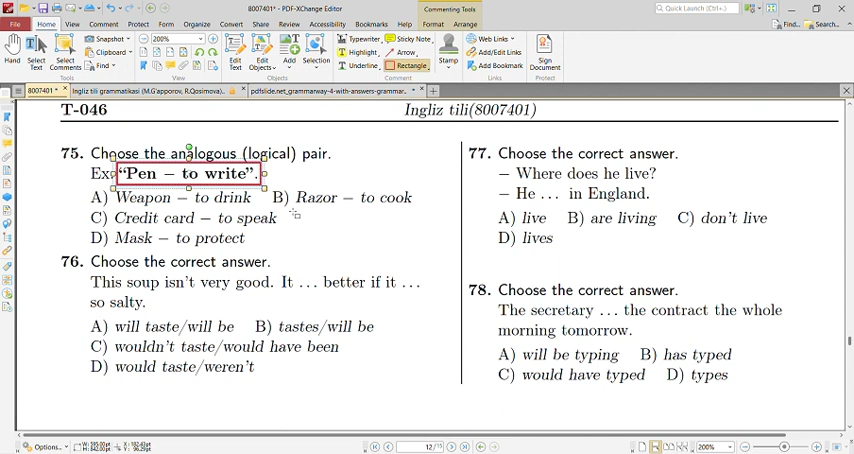 8007401* > PDF-XChange Editor
Commenting Tools
Quick Launch (Ctrl+.)
File Home View Comment Protect Form Organize Convert Share Review Accessibility Bookmarks Help Format Arrange
Find... Search...
Hand Select Text Select Comments Snapshot Clipboard Find
200%
Edit Text Edit Objects Add Selection
Typewriter Highlight Underline Sticky Note Arrow Rectangle
Stamp Web Links Add/Edit Links Add Bookmark Sign Document
Tools View Objects Comment Links Protect
8007401 * Ingliz tili grammatikasi (M.G'apporov, R.Qosimova)... pdfslide.net_grammarway-4-with-answers-grammar... *
T-046 Ingliz tili(8007401)
75. Choose the analogous (logical) pair.
Ex: “Pen – to write”.
A) Weapon – to drink B) Razor – to cook
C) Credit card – to speak
D) Mask – to protect
76. Choose the correct answer.
This soup isn't very good. It ... better if it ...
so salty.
A) will taste/will be B) tastes/will be
C) wouldn't taste/would have been
D) would taste/weren't
77. Choose the correct answer.
– Where does he live?
– He ... in England.
A) live B) are living C) don't live
D) lives
78. Choose the correct answer.
The secretary ... the contract the whole
morning tomorrow.
A) will be typing B) has typed
C) would have typed D) types
Options... 12/15 200%